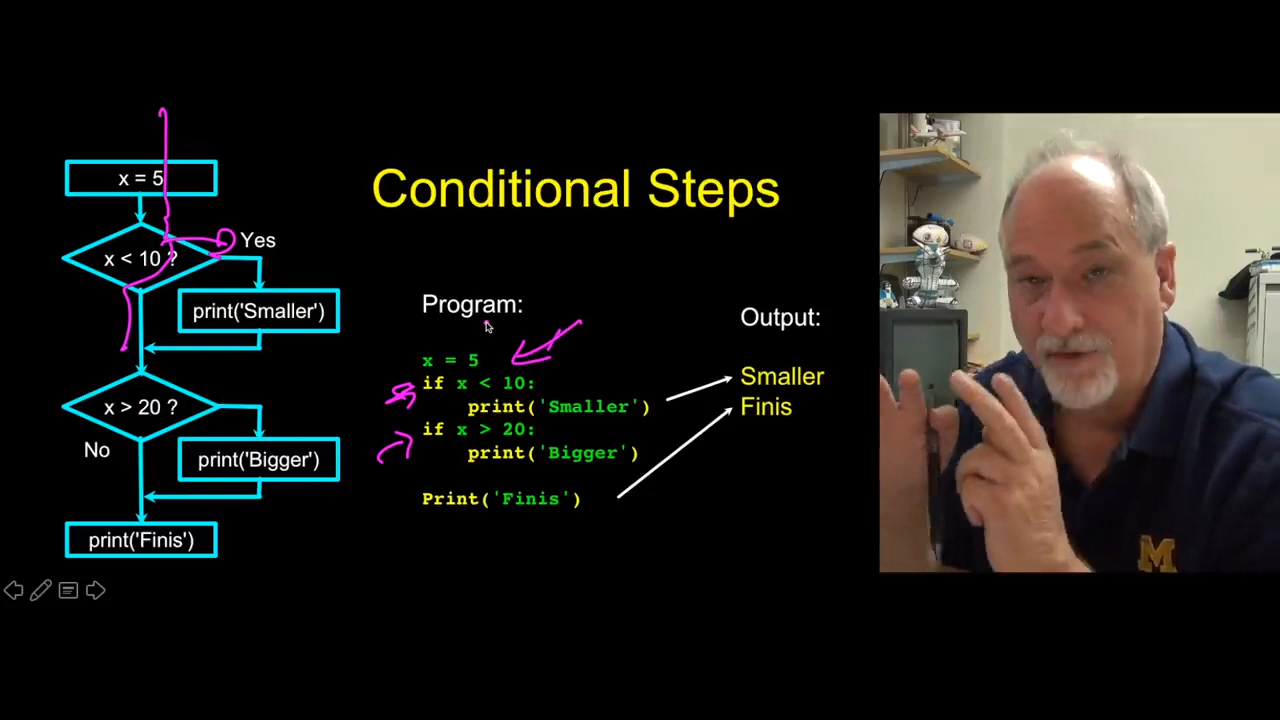 Conditional Steps
x = 5
x < 10 ?
Yes
print('Smaller')
x > 20 ?
No
print('Bigger')
print('Finis')
Program:
x = 5
if x < 10:
print('Smaller')
if x > 20:
print('Bigger')
Print('Finis')
Output:
Smaller
Finis
M